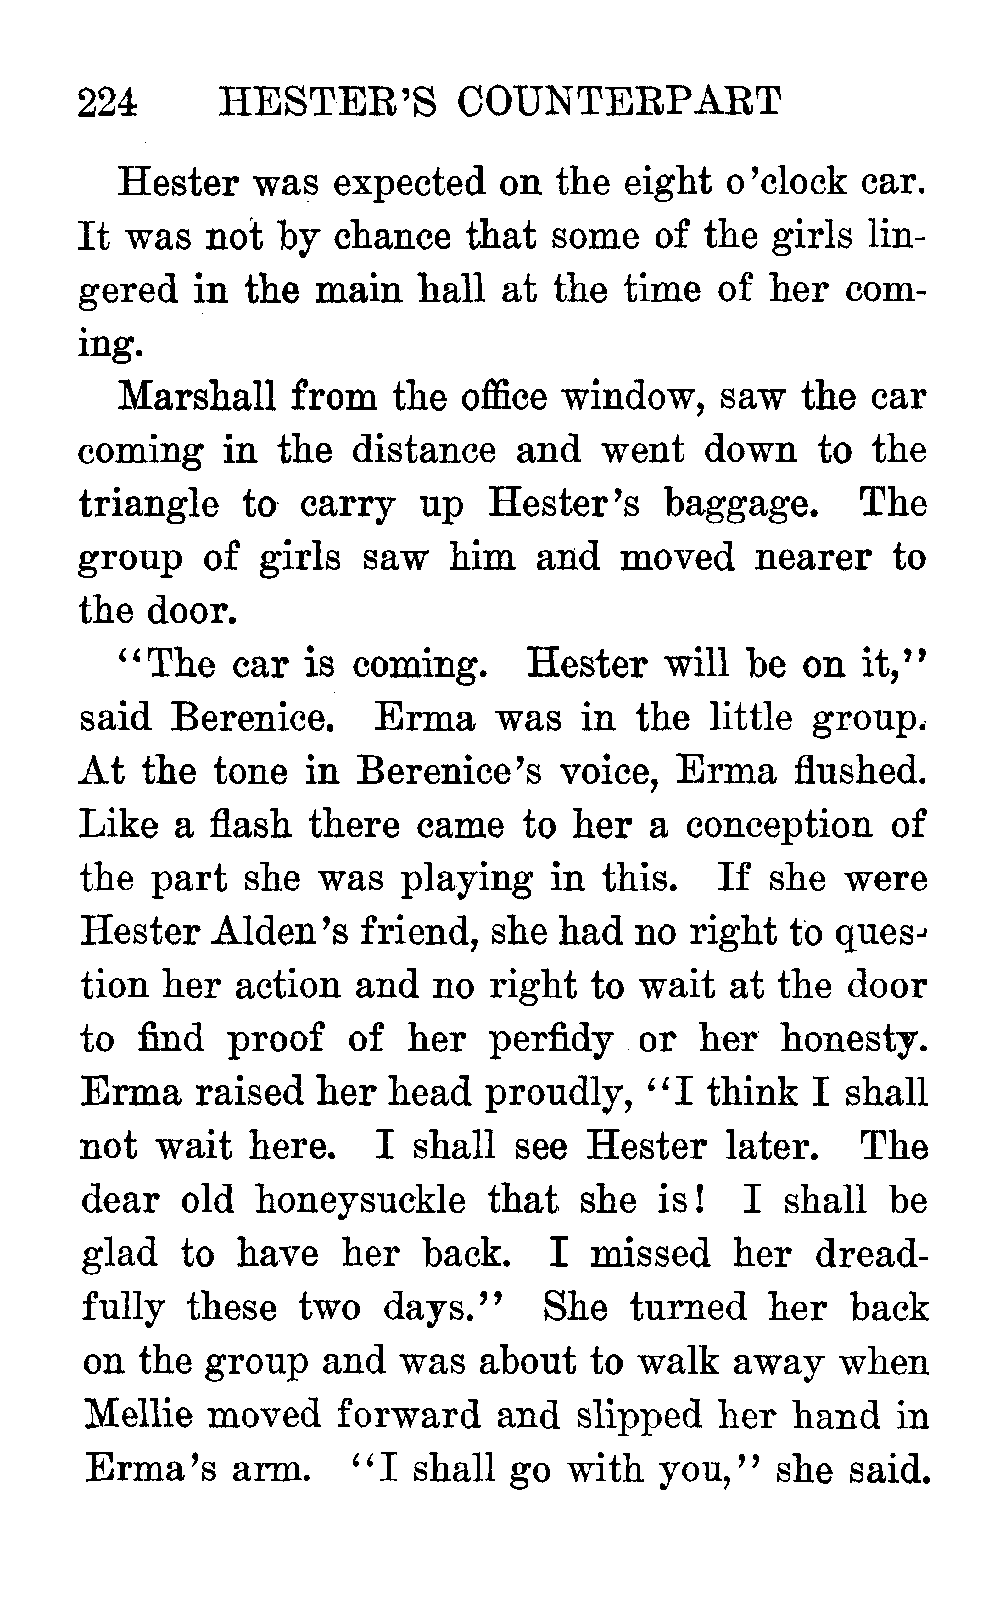 224 HESTER'S COUNTERPART
Hester was expected on the eight o'clock car.
It was not by chance that some of the girls lin-
gered in the main hall at the time of her com-
ing.
Marshall from the office window, saw the car
coming in the distance and went down to the
triangle to carry up Hester's baggage. The
group of girls saw him and moved nearer to
the door.
"The car is coming. Hester will be on it,"
said Berenice. Erma was in the little group.
At the tone in Berenice's voice, Erma flushed.
Like a flash there came to her a conception of
the part she was playing in this. If she were
Hester Alden's friend, she had no right to ques-
tion her action and no right to wait at the door
to find proof of her perfidy or her honesty.
Erma raised her head proudly, "I think I shall
not wait here. I shall see Hester later. The
dear old honeysuckle that she is! I shall be
glad to have her back. I missed her dread-
fully these two days." She turned her back
on the group and was about to walk away when
Mellie moved forward and slipped her hand in
Erma's arm. "I shall go with you," she said.